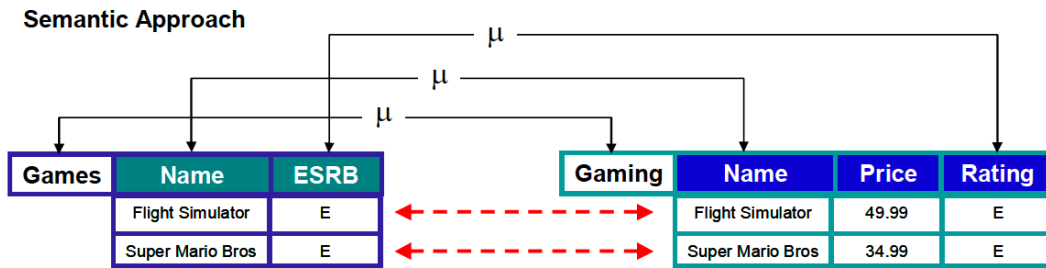 Semantic Approach
μ
μ
μ
Games Name ESRB Gaming Name Price Rating
Flight Simulator E Flight Simulator 49.99 E
Super Mario Bros E Super Mario Bros 34.99 E